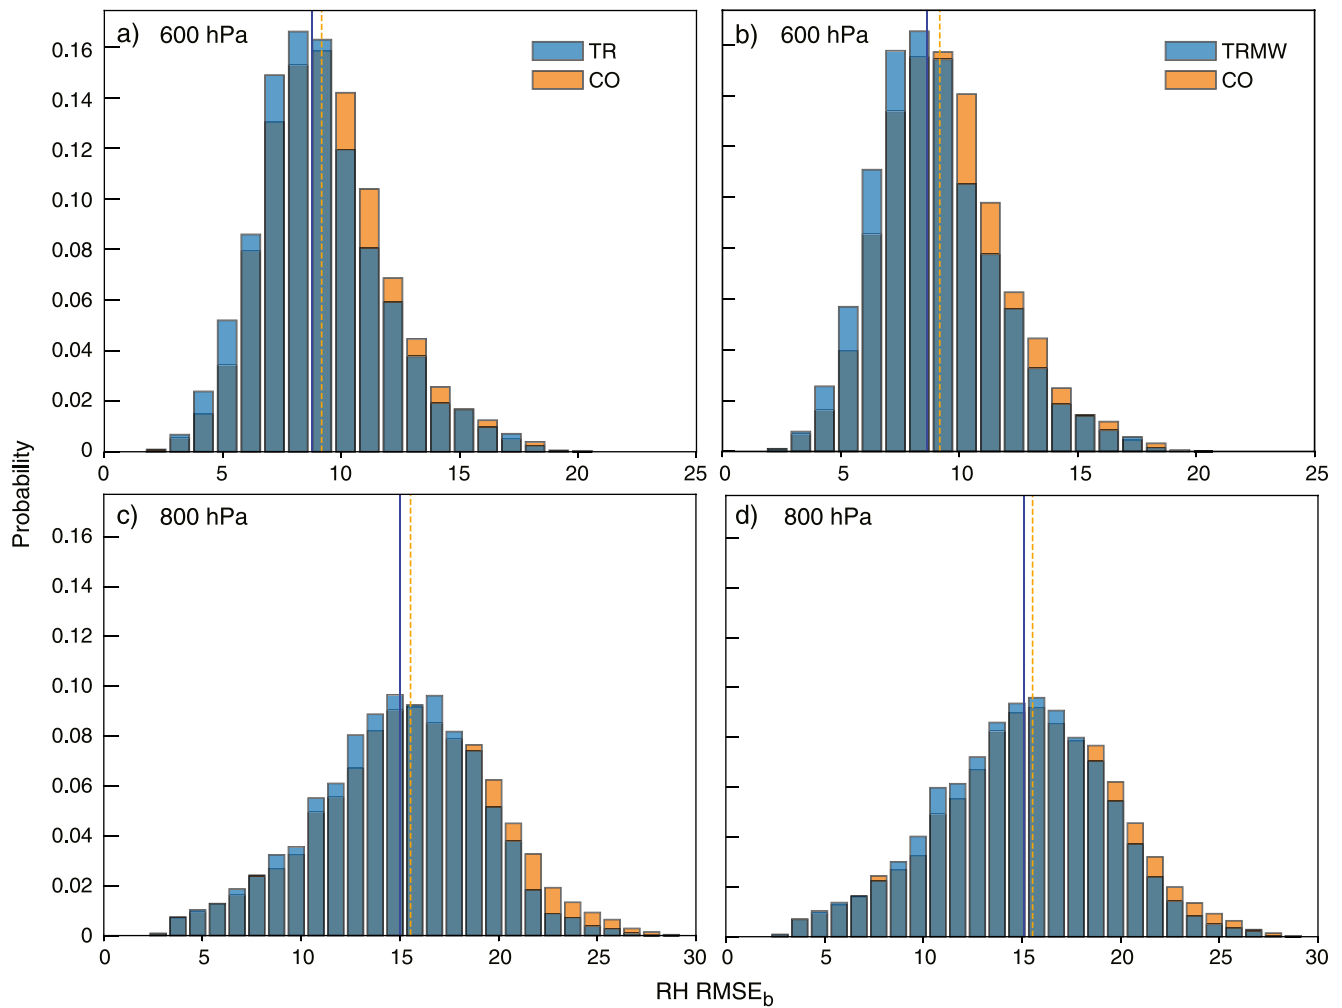 a) 600 hPa
TR
CO
0.16
0.14
0.12
0.10
0.08
0.06
0.04
0.02
0
0 5 10 15 20 25
b) 600 hPa
TRMW
CO
0 5 10 15 20 25
Probability
c) 800 hPa
0.16
0.14
0.12
0.10
0.08
0.06
0.04
0.02
0
0 5 10 15 20 25 30
d) 800 hPa
0 5 10 15 20 25 30
RH RMSE_b